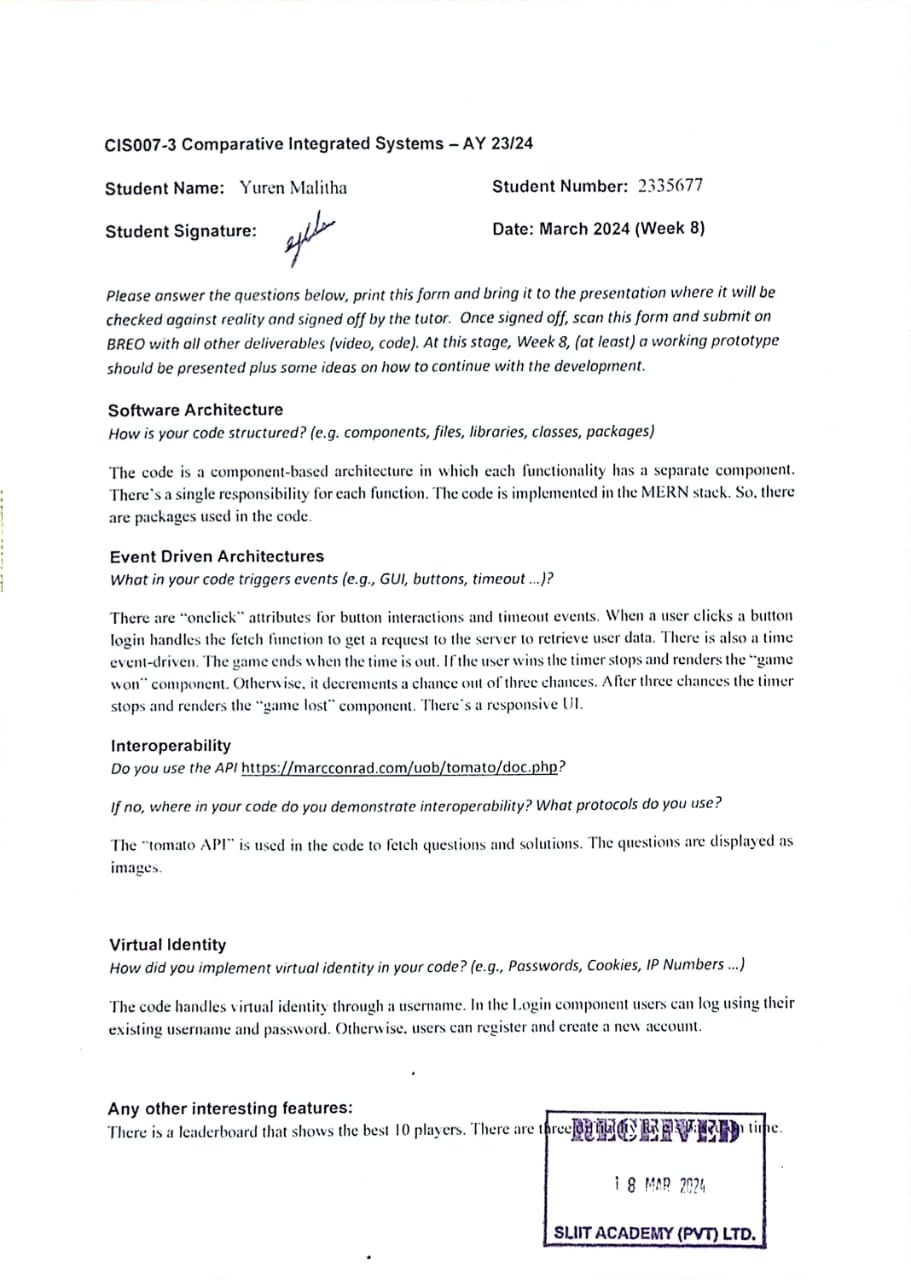 CIS007-3 Comparative Integrated Systems – AY 23/24
Student Name: Yuren Malitha Student Number: 2335677
Student Signature: Date: March 2024 (Week 8)
Please answer the questions below, print this form and bring it to the presentation where it will be
checked against reality and signed off by the tutor. Once signed off, scan this form and submit on
BREO with all other deliverables (video, code). At this stage, Week 8, (at least) a working prototype
should be presented plus some ideas on how to continue with the development.
Software Architecture
How is your code structured? (e.g. components, files, libraries, classes, packages)
The code is a component-based architecture in which each functionality has a separate component.
There's a single responsibility for each function. The code is implemented in the MERN stack. So, there
are packages used in the code.
Event Driven Architectures
What in your code triggers events (e.g., GUI, buttons, timeout ...)?
There are “onclick” attributes for button interactions and timeout events. When a user clicks a button
login handles the fetch function to get a request to the server to retrieve user data. There is also a time
event-driven. The game ends when the time is out. If the user wins the timer stops and renders the “game
won” component. Otherwise, it decrements a chance out of three chances. After three chances the timer
stops and renders the “game lost” component. There's a responsive UI.
Interoperability
Do you use the API https://marcconrad.com/uob/tomato/doc.php?
If no, where in your code do you demonstrate interoperability? What protocols do you use?
The “tomato API” is used in the code to fetch questions and solutions. The questions are displayed as
images.
Virtual Identity
How did you implement virtual identity in your code? (e.g., Passwords, Cookies, IP Numbers ...)
The code handles virtual identity through a username. In the Login component users can log using their
existing username and password. Otherwise, users can register and create a new account.
Any other interesting features:
There is a leaderboard that shows the best 10 players. There are three time.
RECEIVED
18 MAR 2024
SLIIT ACADEMY (PVT) LTD.